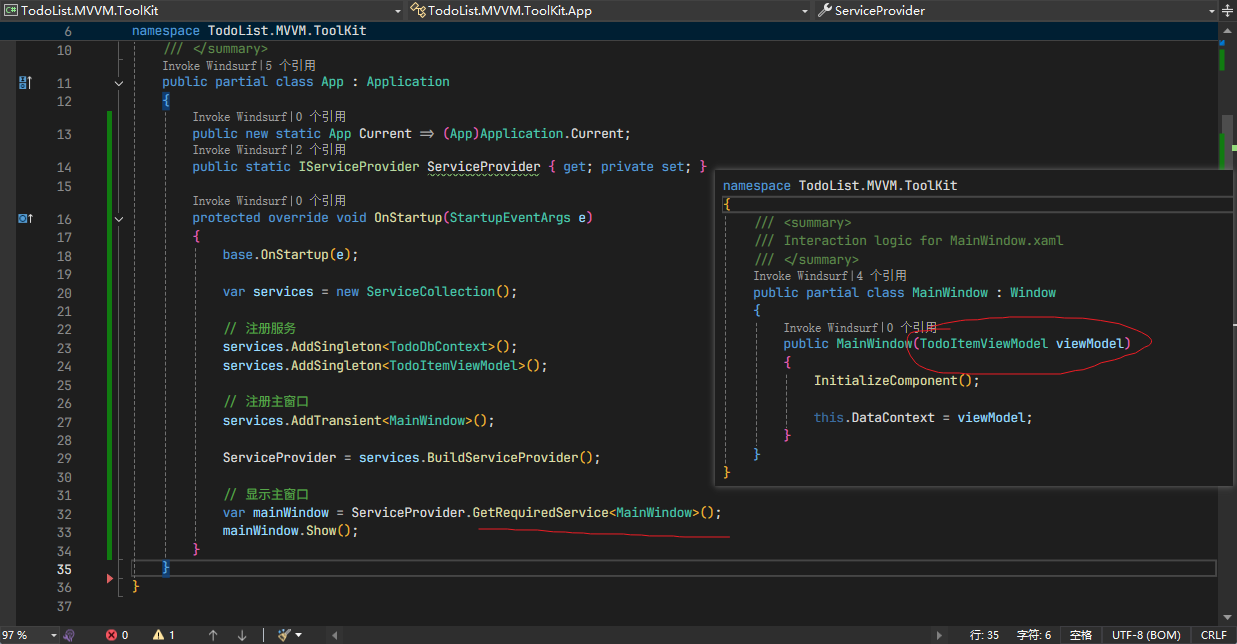 TodoList.MVVM.ToolKit
TodoList.MVVM.ToolKit.App
ServiceProvider
6 namespace TodoList.MVVM.ToolKit
10 /// </summary>
Invoke Windsurf|5 个引用
11 public partial class App : Application
12 {
Invoke Windsurf|0 个引用
13 public new static App Current => (App)Application.Current;
Invoke Windsurf|2 个引用
14 public static IServiceProvider ServiceProvider { get; private set; }
15
Invoke Windsurf|0 个引用
16 protected override void OnStartup(StartupEventArgs e)
17 {
18 base.OnStartup(e);
19
20 var services = new ServiceCollection();
21
22 // 注册服务
23 services.AddSingleton<TodoDbContext>();
24 services.AddSingleton<TodoItemViewModel>();
25
26 // 注册主窗口
27 services.AddTransient<MainWindow>();
28
29 ServiceProvider = services.BuildServiceProvider();
30
31 // 显示主窗口
32 var mainWindow = ServiceProvider.GetRequiredService<MainWindow>();
33 mainWindow.Show();
34 }
35 }
36 }
37
namespace TodoList.MVVM.ToolKit
{
/// <summary>
/// Interaction logic for MainWindow.xaml
/// </summary>
Invoke Windsurf|4 个引用
public partial class MainWindow : Window
{
Invoke Windsurf|0 个引用
public MainWindow(TodoItemViewModel viewModel)
{
InitializeComponent();
this.DataContext = viewModel;
}
}
}
97 % 0 1 行: 35 字符: 6 空格 UTF-8 (BOM) CRLF